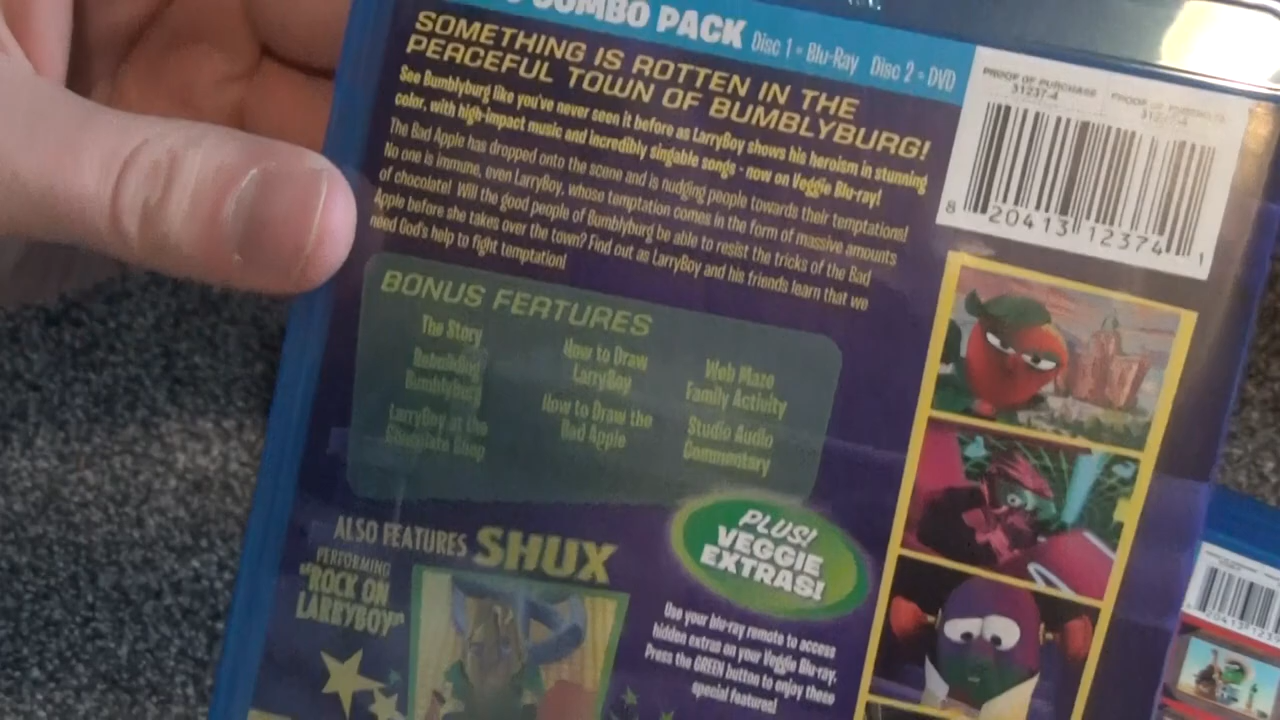 COMBO PACK Disc 1 - Blu-Ray Disc 2 - DVD
SOMETHING IS ROTTEN IN THE
PERCEFUL TOWN OF BUMBLYBURG!
See Bumblyburg like you've never seen it before as LarryBoy shows his heroism in stunning
color, with high-impact music and incredibly singable songs - now on Veggie Blu-ray!
The Bad Apple has dropped onto the scene and is nudging people towards their temptations!
No one is immune, even LarryBoy, whose temptation comes in the form of massive amounts
of chocolate! Will the good people of Bumblyburg be able to resist the tricks of the Bad
Apple before she takes over the town? Find out as LarryBoy and his friends learn that we
need God's help to fight temptation!
PROOF OF PURCHASE
31237-4
8 20413 12374 1
BONUS FERTURES
The Story
Rebuilding
Bumblyburg
LarryBoy at the
Chocolate Shop
How to Draw
LarryBoy
How to Draw the
Bad Apple
Web Maze
Family Activity
Studio Audio
Commentary
ALSO FEATURES SHUX
PERFORMING
"ROCK ON
LARRYBOY"
PLUS!
VEGGIE
EXTRAS!
Use your blu-ray remote to access
hidden extras on your Veggie Blu-ray.
Press the GREEN button to enjoy these
special features!